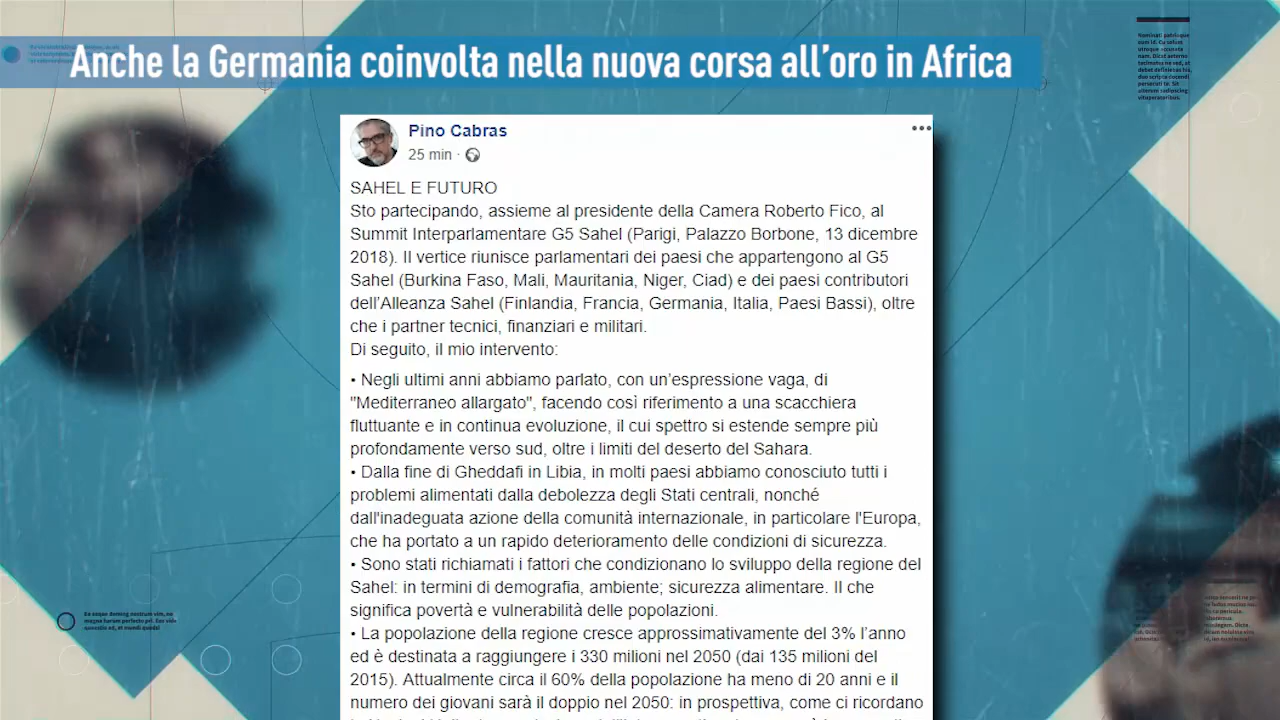 Anche la Germania coinvolta nella nuova corsa all'oro in Africa
Pino Cabras
25 min ·
SAHEL E FUTURO
Sto partecipando, assieme al presidente della Camera Roberto Fico, al
Summit Interparlamentare G5 Sahel (Parigi, Palazzo Borbone, 13 dicembre
2018). Il vertice riunisce parlamentari dei paesi che appartengono al G5
Sahel (Burkina Faso, Mali, Mauritania, Niger, Ciad) e dei paesi contributori
dell'Alleanza Sahel (Finlandia, Francia, Germania, Italia, Paesi Bassi), oltre
che i partner tecnici, finanziari e militari.
Di seguito, il mio intervento:
• Negli ultimi anni abbiamo parlato, con un'espressione vaga, di
"Mediterraneo allargato", facendo così riferimento a una scacchiera
fluttuante e in continua evoluzione, il cui spettro si estende sempre più
profondamente verso sud, oltre i limiti del deserto del Sahara.
• Dalla fine di Gheddafi in Libia, in molti paesi abbiamo conosciuto tutti i
problemi alimentati dalla debolezza degli Stati centrali, nonché
dall'inadeguata azione della comunità internazionale, in particolare l'Europa,
che ha portato a un rapido deterioramento delle condizioni di sicurezza.
• Sono stati richiamati i fattori che condizionano lo sviluppo della regione del
Sahel: in termini di demografia, ambiente; sicurezza alimentare. Il che
significa povertà e vulnerabilità delle popolazioni.
• La popolazione della regione cresce approssimativamente del 3% l'anno
ed è destinata a raggiungere i 330 milioni nel 2050 (dai 135 milioni del
2015). Attualmente circa il 60% della popolazione ha meno di 20 anni e il
numero dei giovani sarà il doppio nel 2050: in prospettiva, come ci ricordano